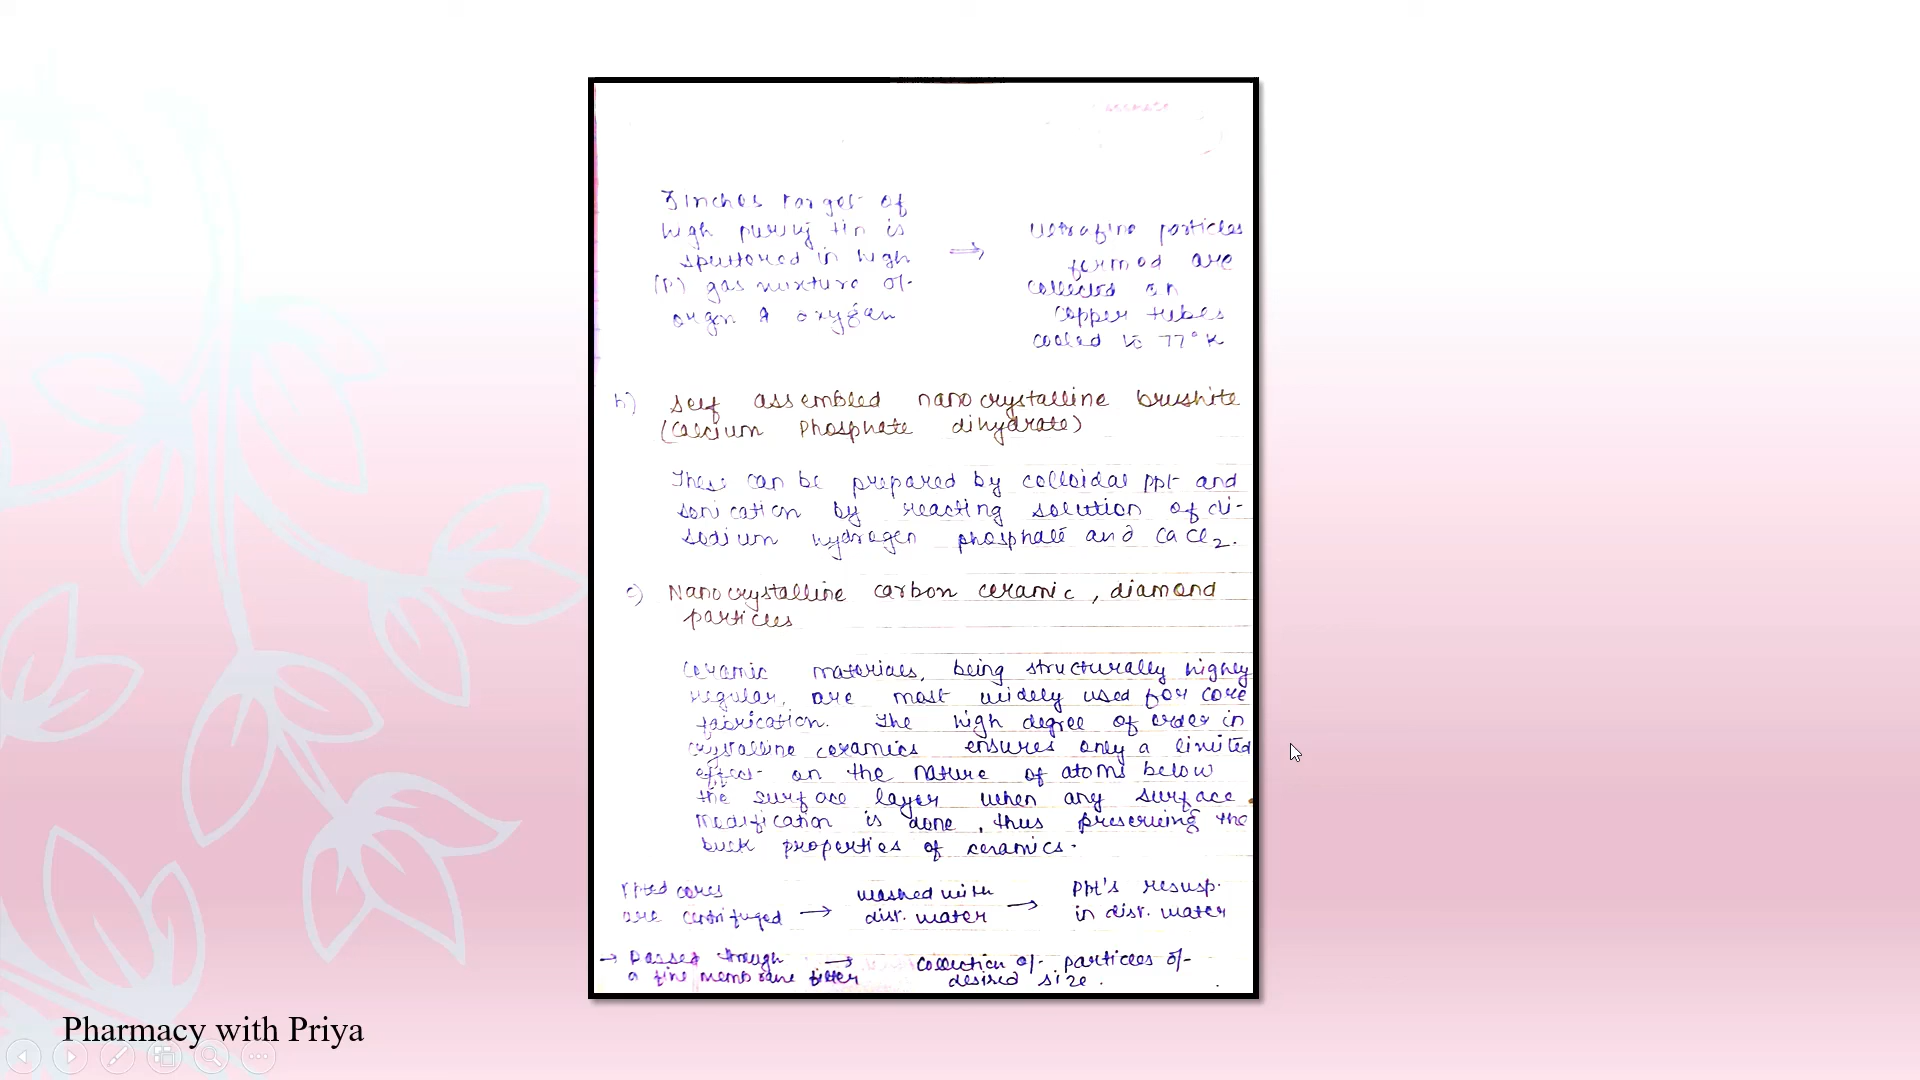 3 inches target of
high purity tin is
sputtered in high
(P) gas mixture of
argon & oxygen
⇒
Ultrafine particles
formed are
collected on
copper tubes
cooled to 77°K
b) Self assembled nanocrystalline brushite
(Calcium Phosphate dihydrate)
These can be prepared by colloidal ppt and
sonication by reacting solution of di-
sodium hydrogen phosphate and CaCl2.
c) Nanocrystalline carbon ceramic, diamond
particles
Ceramic materials, being structurally highly
regular, are most widely used for core
fabrication. The high degree of order in
crystalline ceramics ensures only a limited
effect on the nature of atoms below
the surface layer when any surface
modification is done, thus preserving the
bulk properties of ceramics.
PPted cores
are centrifuged → washed with
dist. water → PPt's resusp.
in dist. water
→ Passed through
a fine membrane filter → collection of particles of
desired size.
Pharmacy with Priya